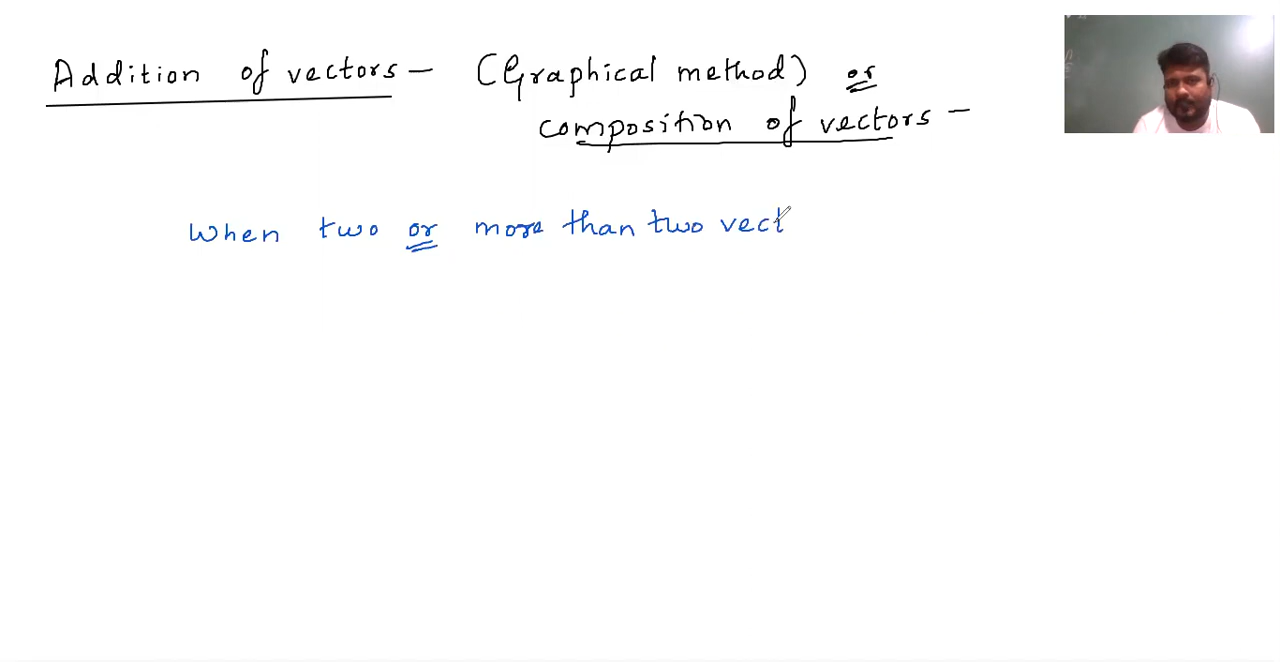 Addition of vectors - (Graphical method) or
composition of vectors -
When two or more than two vect